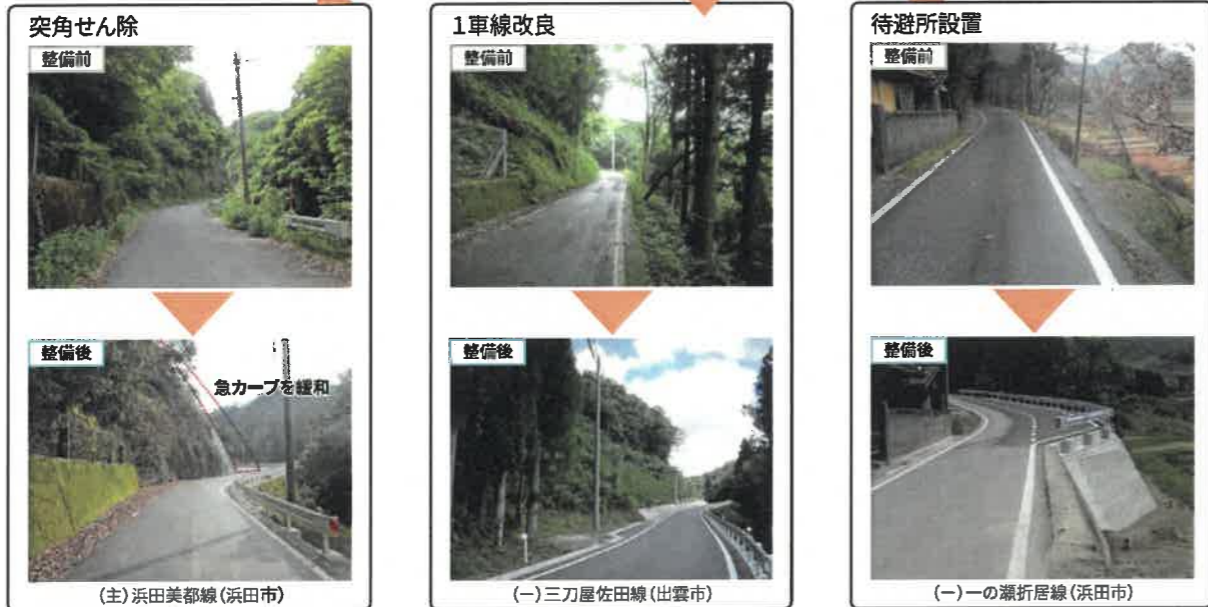 突角せん除
整備前
整備後
急カーブを緩和
(主)浜田美都線(浜田市)
1車線改良
整備前
整備後
(一)三刀屋佐田線(出雲市)
待避所設置
整備前
整備後
(一)一の瀬折居線(浜田市)